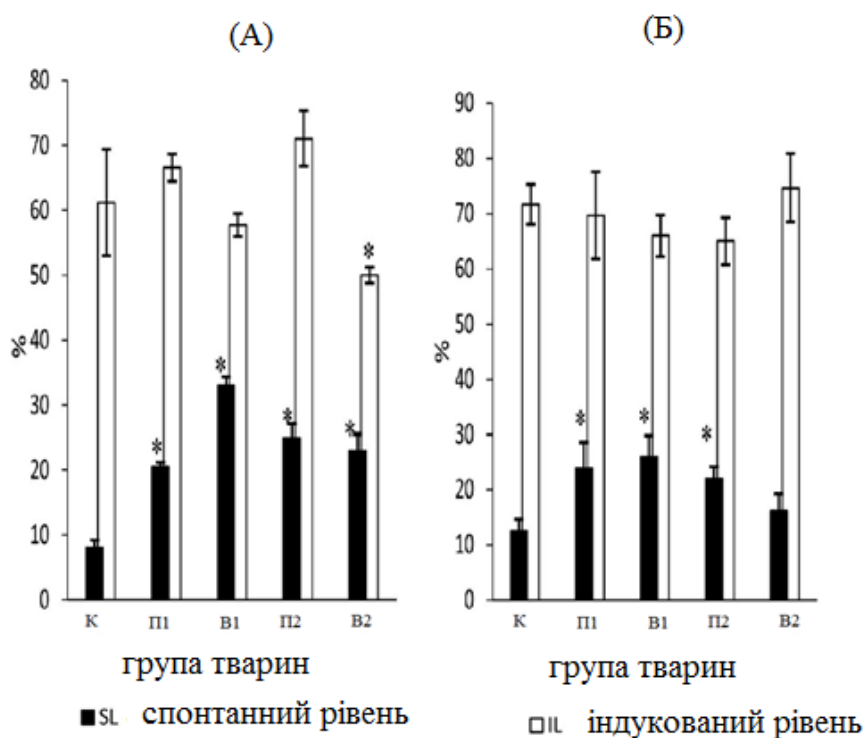 (А)
80
70
60
50
40
30
20
10
0
%
* * * * *
К П1 В1 П2 В2
група тварин
(Б)
90
80
70
60
50
40
30
20
10
0
%
* * *
К П1 В1 П2 В2
група тварин
SL спонтанний рівень
IL індукований рівень